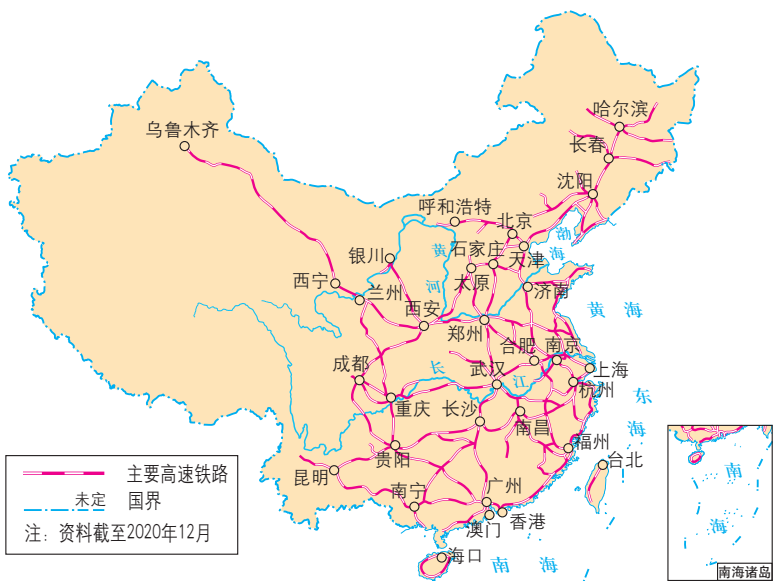 哈尔滨
乌鲁木齐
长春
沈阳
呼和浩特
北京
渤
海
银川
黄
河
石家庄
天津
太原
西宁
兰州
济南
西安
郑州
黄海
合肥
南京
成都
长
江
武汉
上海
杭州
重庆
长沙
南昌
东
海
福州
贵阳
昆明
台北
南宁
广州
澳门
香港
海口
南海
主要高速铁路
未定 国界
注：资料截至2020年12月
南
海
南海诸岛